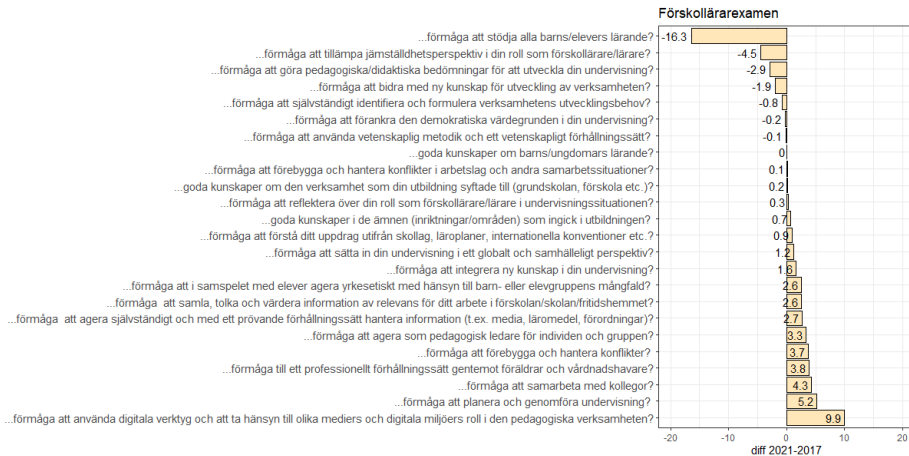 Förskollärarexamen
...förmåga att stödja alla barns/elevers lärande? -16.3
...förmåga att tillämpa jämställdhetsperspektiv i din roll som förskollärare/lärare? -4.5
...förmåga att göra pedagogiska/didaktiska bedömningar för att utveckla din undervisning? -2.9
...förmåga att bidra med ny kunskap för utveckling av verksamheten? -1.9
...förmåga att självständigt identifiera och formulera verksamhetens utvecklingsbehov? -0.8
...förmåga att förankra den demokratiska värdegrunden i din undervisning? -0.2
...förmåga att använda vetenskaplig metodik och ett vetenskapligt förhållningssätt? -0.1
...goda kunskaper om barns/ungdomars lärande? 0
...förmåga att förebygga och hantera konflikter i arbetslag och andra samarbetssituationer? 0.1
...goda kunskaper om den verksamhet som din utbildning syftade till (grundskolan, förskola etc.)? 0.2
...förmåga att reflektera över din roll som förskollärare/lärare i undervisningssituationen? 0.3
...goda kunskaper i de ämnen (inriktningar/områden) som ingick i utbildningen? 0.7
...förmåga att förstå ditt uppdrag utifrån skollag, läroplaner, internationella konventioner etc.? 0.9
...förmåga att sätta in din undervisning i ett globalt och samhälleligt perspektiv? 1.2
...förmåga att integrera ny kunskap i din undervisning? 1.6
...förmåga att i samspelet med elever agera yrkesetiskt med hänsyn till barn- eller elevgruppens mångfald? 2.6
...förmåga att samla, tolka och värdera information av relevans för ditt arbete i förskolan/skolan/fritidshemmet? 2.6
...förmåga att agera självständigt och med ett prövande förhållningssätt hantera information (t.ex. media, läromedel, förordningar)? 2.7
...förmåga att agera som pedagogisk ledare för individen och gruppen? 3.3
...förmåga att förebygga och hantera konflikter? 3.7
...förmåga till ett professionellt förhållningssätt gentemot föräldrar och vårdnadshavare? 3.8
...förmåga att samarbeta med kollegor? 4.3
...förmåga att planera och genomföra undervisning? 5.2
...förmåga att använda digitala verktyg och att ta hänsyn till olika mediers och digitala miljöers roll i den pedagogiska verksamheten? 9.9
-20 -10 0 10 20
diff 2021-2017